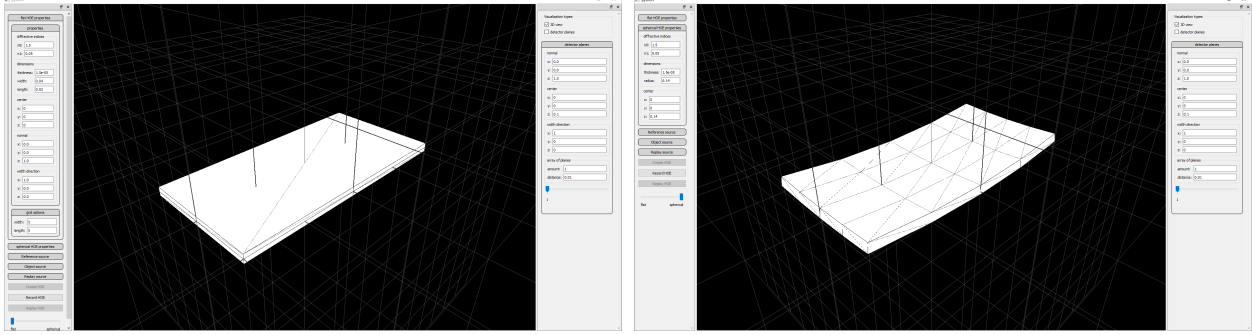 flat HOE properties
properties
diffractive indices
n0: 1.5
n1: 0.03
dimensions
thickness: 1.5e-05
width: 0.04
length: 0.02
center
x: 0
y: 0
z: 0
normal
x: 0.0
y: 0.0
z: 1.0
width direction
x: 1.0
y: 0.0
z: 0.0
grid options
width: 5
length: 5
spherical HOE properties
Reference source
Object source
Replay source
Create HOE
Record HOE
Replay HOE
flat spherical
Visualization types:
3D view
detector planes
detector planes
normal
x: 0.0
y: 0.0
z: 1.0
center
x: 0
y: 0
z: 0.1
width direction
x: 1
y: 0
z: 0
array of planes
amount: 1
distance: 0.01
1
flat HOE properties
spherical HOE properties
diffractive indices
n0: 1.5
n1: 0.03
dimensions
thickness: 1.5e-05
radius: 0.14
center
x: 0
y: 0
z: 0.14
Reference source
Object source
Replay source
Create HOE
Record HOE
Replay HOE
flat spherical
Visualization types:
3D view
detector planes
detector planes
normal
x: 0.0
y: 0.0
z: 1.0
center
x: 0
y: 0
z: 0.1
width direction
x: 1
y: 0
z: 0
array of planes
amount: 1
distance: 0.01
1